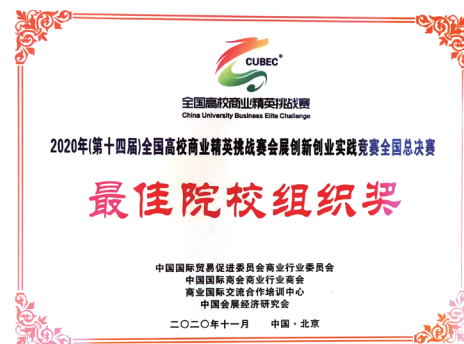 CUBEC®
全国高校商业精英挑战赛
China University Business Elite Challenge
2020年(第十四届)全国高校商业精英挑战赛会展创新创业实践竞赛全国总决赛
最佳院校组织奖
中国国际贸易促进委员会商业行业委员会
中国国际商会商业行业商会
商业国际交流合作培训中心
中国会展经济研究会
二〇二〇年十一月 中国·北京